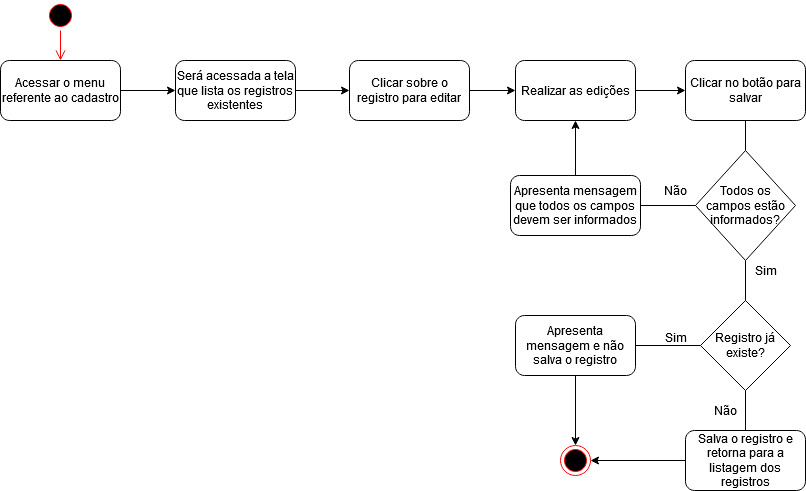 Acessar o menu
referente ao cadastro
Será acessada a tela
que lista os registros
existentes
Clicar sobre o
registro para editar
Realizar as edições
Clicar no botão para
salvar
Apresenta mensagem
que todos os campos
devem ser informados
Não
Todos os
campos estão
informados?
Sim
Apresenta
mensagem e não
salva o registro
Sim
Registro já
existe?
Não
Salva o registro e
retorna para a
listagem dos
registros